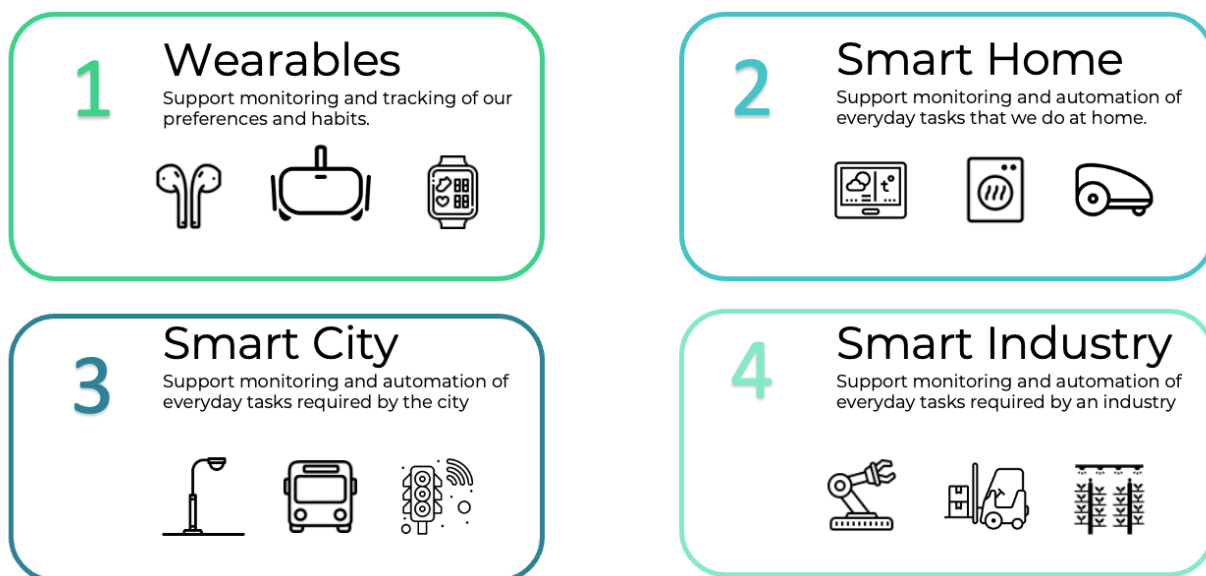 1
Wearables
Support monitoring and tracking of our
preferences and habits.
2
Smart Home
Support monitoring and automation of
everyday tasks that we do at home.
t°
3
Smart City
Support monitoring and automation of
everyday tasks required by the city
4
Smart Industry
Support monitoring and automation of
everyday tasks required by an industry